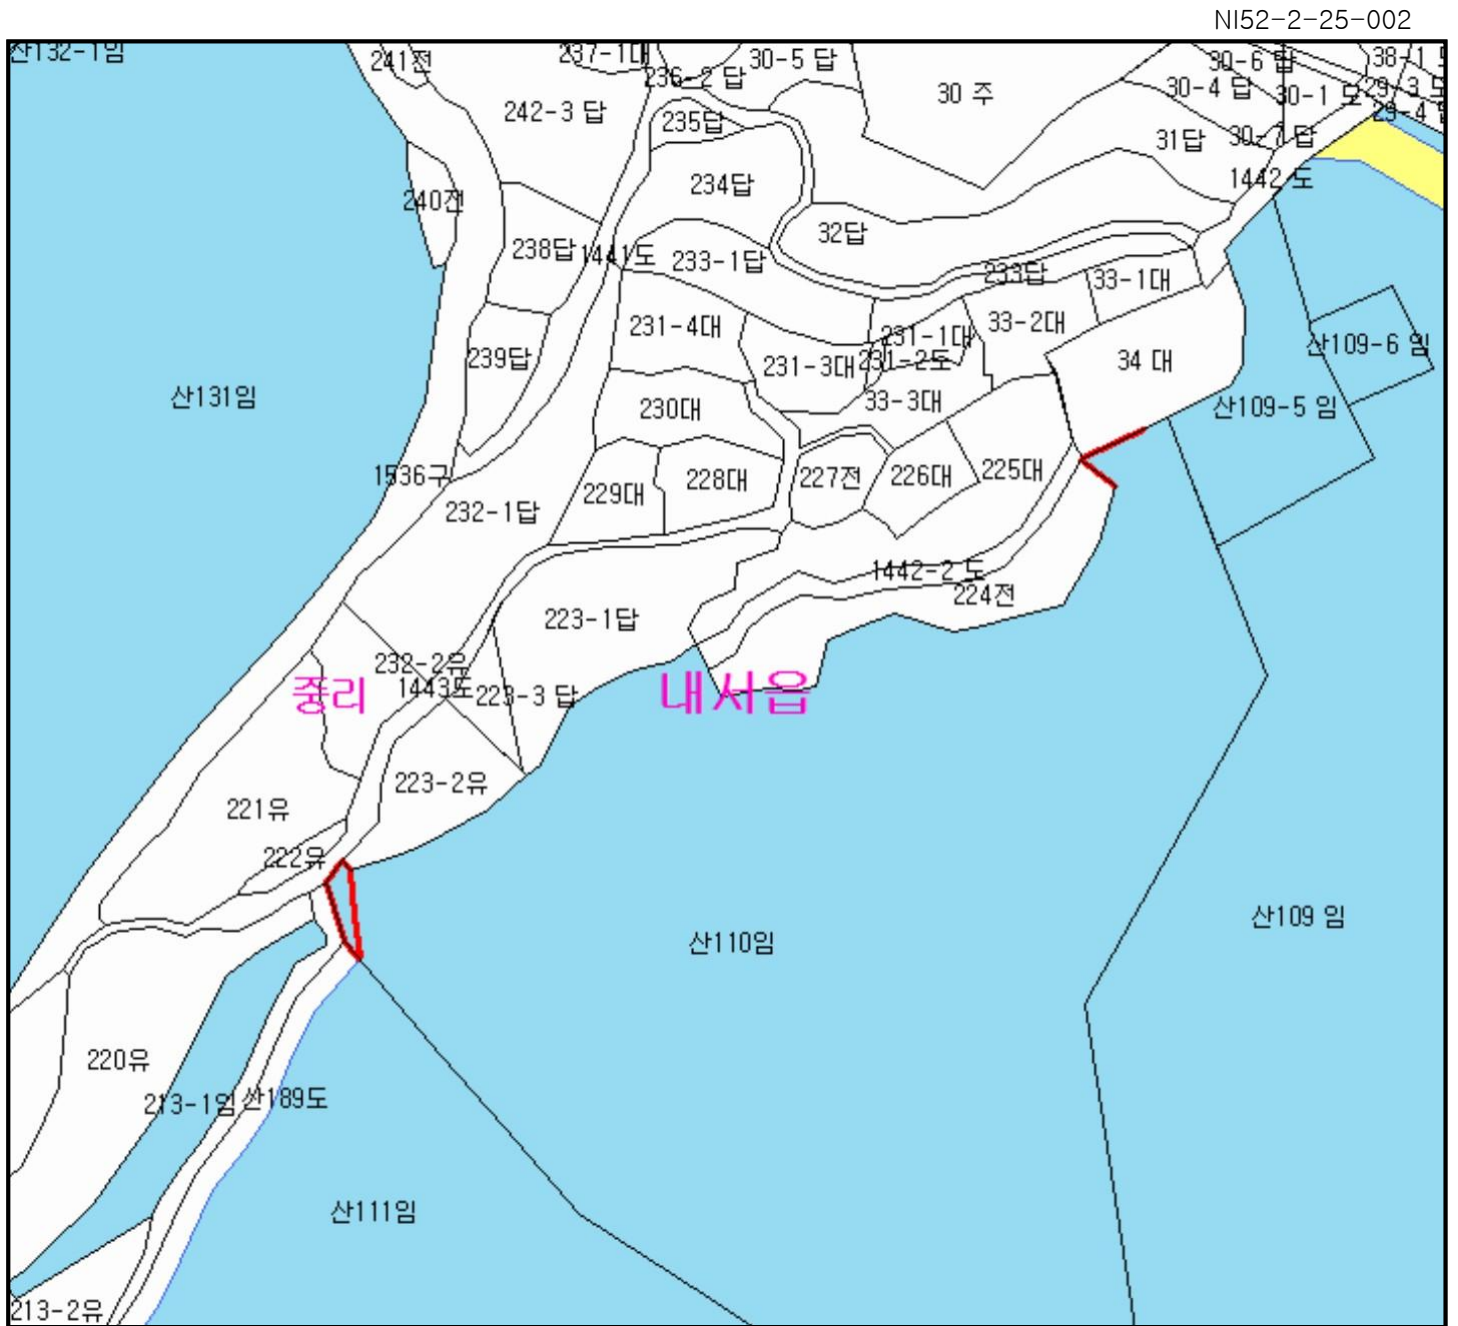 NI52-2-25-002
산132-1임
241전
237-1대
236-2 답
30-5 답
30-6 답
38-1
242-3 답
30 주
30-4 답
30-1 도
29-3 도
29-4
235답
31답
30-7 답
234답
1442 도
240전
32답
238답
1441도
233-1답
233답
33-1대
231-4대
33-2대
231-1대
산109-6 임
239답
231-3대
231-2도
34 대
산131임
230대
33-3대
산109-5 임
1536구
229대
228대
227전
226대
225대
232-1답
1442-2 도
224전
223-1답
232-2유
1443도
223-3 답
중리
내서읍
223-2유
221유
222유
산109 임
산110임
220유
213-1임
산189도
산111임
213-2유